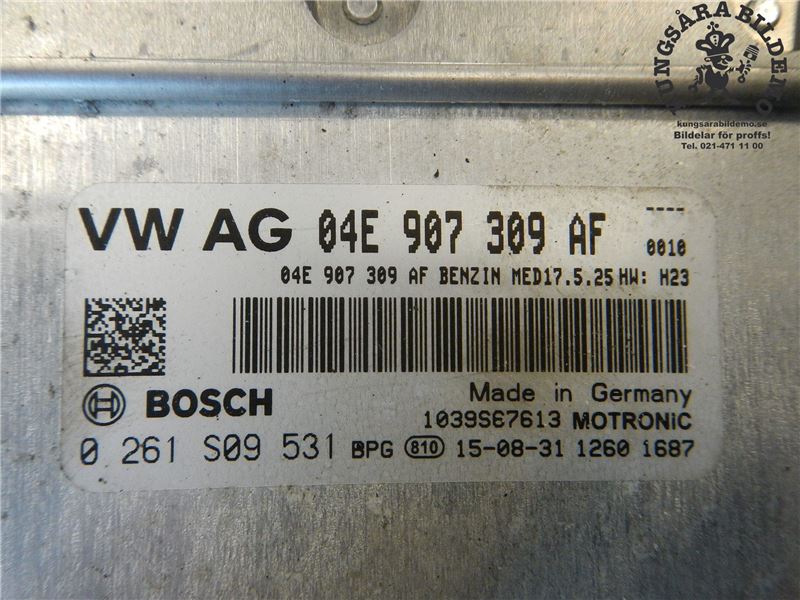 KUNGSÅRA BILDEMO
kungsarabildemo.se
Bildelar för proffs!
Tel. 021-471 11 00
VW AG 04E 907 309 AF ----
0010
04E 907 309 AF BENZIN MED17.5.25 HW: H23
BOSCH Made in Germany
1039S67613 MOTRONIC
0 261 S09 531 BPG 810 15-08-31 1260 1687